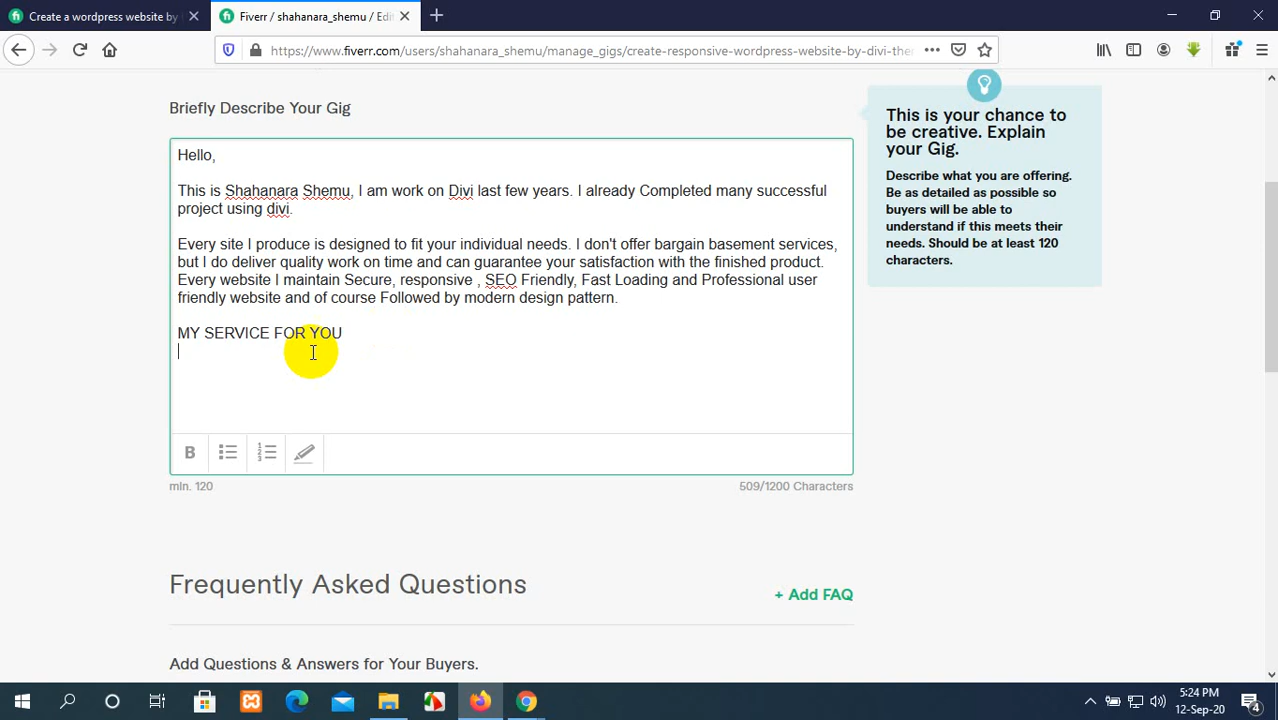 Create a wordpress website by
Fiverr / shahanara_shemu / Edi
https://www.fiverr.com/users/shahanara_shemu/manage_gigs/create-responsive-wordpress-website-by-divi-the
Briefly Describe Your Gig
Hello,
This is Shahanara Shemu, I am work on Divi last few years. I already Completed many successful
project using divi.
Every site I produce is designed to fit your individual needs. I don't offer bargain basement services,
but I do deliver quality work on time and can guarantee your satisfaction with the finished product.
Every website I maintain Secure, responsive , SEO Friendly, Fast Loading and Professional user
friendly website and of course Followed by modern design pattern.
MY SERVICE FOR YOU
B
min. 120
509/1200 Characters
This is your chance to
be creative. Explain
your Gig.
Describe what you are offering.
Be as detailed as possible so
buyers will be able to
understand if this meets their
needs. Should be at least 120
characters.
Frequently Asked Questions
+ Add FAQ
Add Questions & Answers for Your Buyers.
5:24 PM
12-Sep-20
4